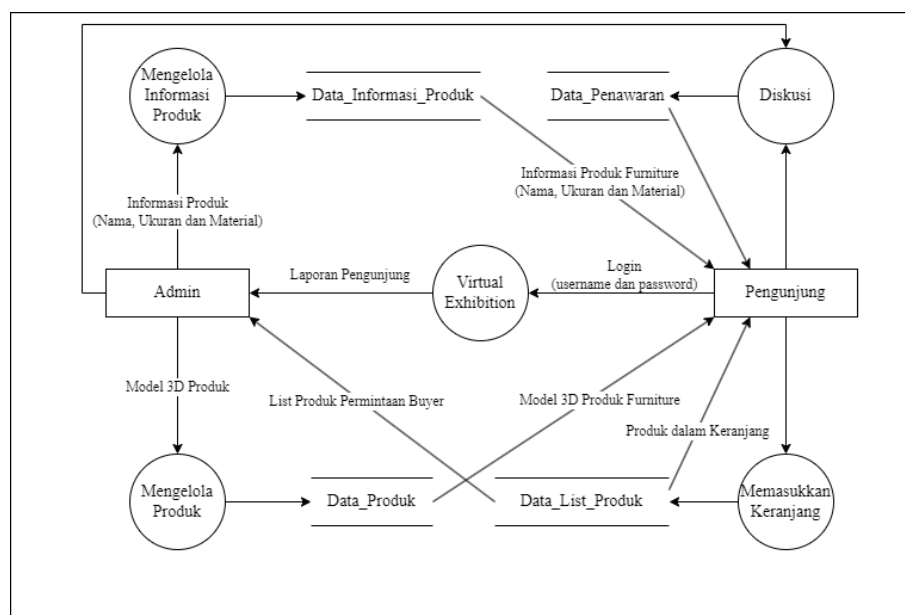 Mengelola
Informasi
Produk
Data_Informasi_Produk
Data_Penawaran
Diskusi
Informasi Produk
(Nama, Ukuran dan Material)
Informasi Produk Furniture
(Nama, Ukuran dan Material)
Admin
Laporan Pengunjung
Virtual
Exhibition
Login
(username dan password)
Pengunjung
Model 3D Produk
List Produk Permintaan Buyer
Model 3D Produk Furniture
Produk dalam Keranjang
Mengelola
Produk
Data_Produk
Data_List_Produk
Memasukkan
Keranjang